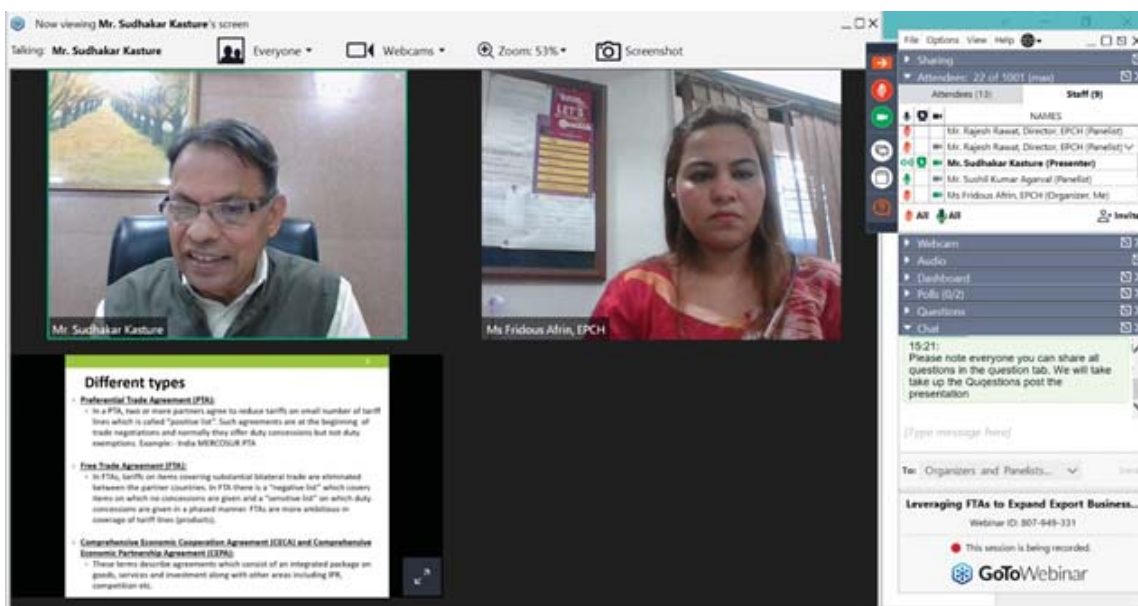 Now viewing Mr. Sudhakar Kasture's screen
Talking: Mr. Sudhakar Kasture
Everyone
Webcams
Zoom: 53%
Screenshot
LET'S
Mr. Sudhakar Kasture
Ms Fridous Afrin, EPCH
Different types
Preferential Trade Agreement (PTA):
In a PTA, two or more partners agree to reduce tariffs on small number of tariff
lines which is called "positive list". Such agreements are at the beginning of
trade negotiations and normally they offer duty concessions but not duty
exemptions. Example:- India MERCOSUR PTA
Free Trade Agreement (FTA):
In FTAs, tariffs on items covering substantial bilateral trade are eliminated
between the partner countries. In FTA there is a "negative list" which covers
items on which no concessions are given and a "sensitive list" on which duty
concessions are given in a phased manner. FTAs are more ambitious in
coverage of tariff lines (products).
Comprehensive Economic Cooperation Agreement (CECA) and Comprehensive
Economic Partnership Agreement (CEPA):
These terms describe agreements which consist of an integrated package on
goods, services and investment along with other areas including IPR,
competition etc.
File Options View Help
Sharing
Attendees: 22 of 1001 (max)
Attendees (13) Staff (9)
NAMES
Mr. Rajesh Rawat, Director, EPCH (Panelist)
Mr. Rajesh Rawat, Director, EPCH (Panelist)
Mr. Sudhakar Kasture (Presenter)
Mr. Sushil Kumar Agarwal (Panelist)
Ms Fridous Afrin, EPCH (Organizer, Me)
All All Invite
Webcam
Audio
Dashboard
Polls (0/2)
Questions
Chat
15:21:
Please note everyone you can share all
questions in the question tab. We will take
take up the Quqestions post the
presentation
[Type message here]
To: Organizers and Panelists...
Send
Leveraging FTAs to Expand Export Business...
Webinar ID: 807-949-331
This session is being recorded.
GoToWebinar